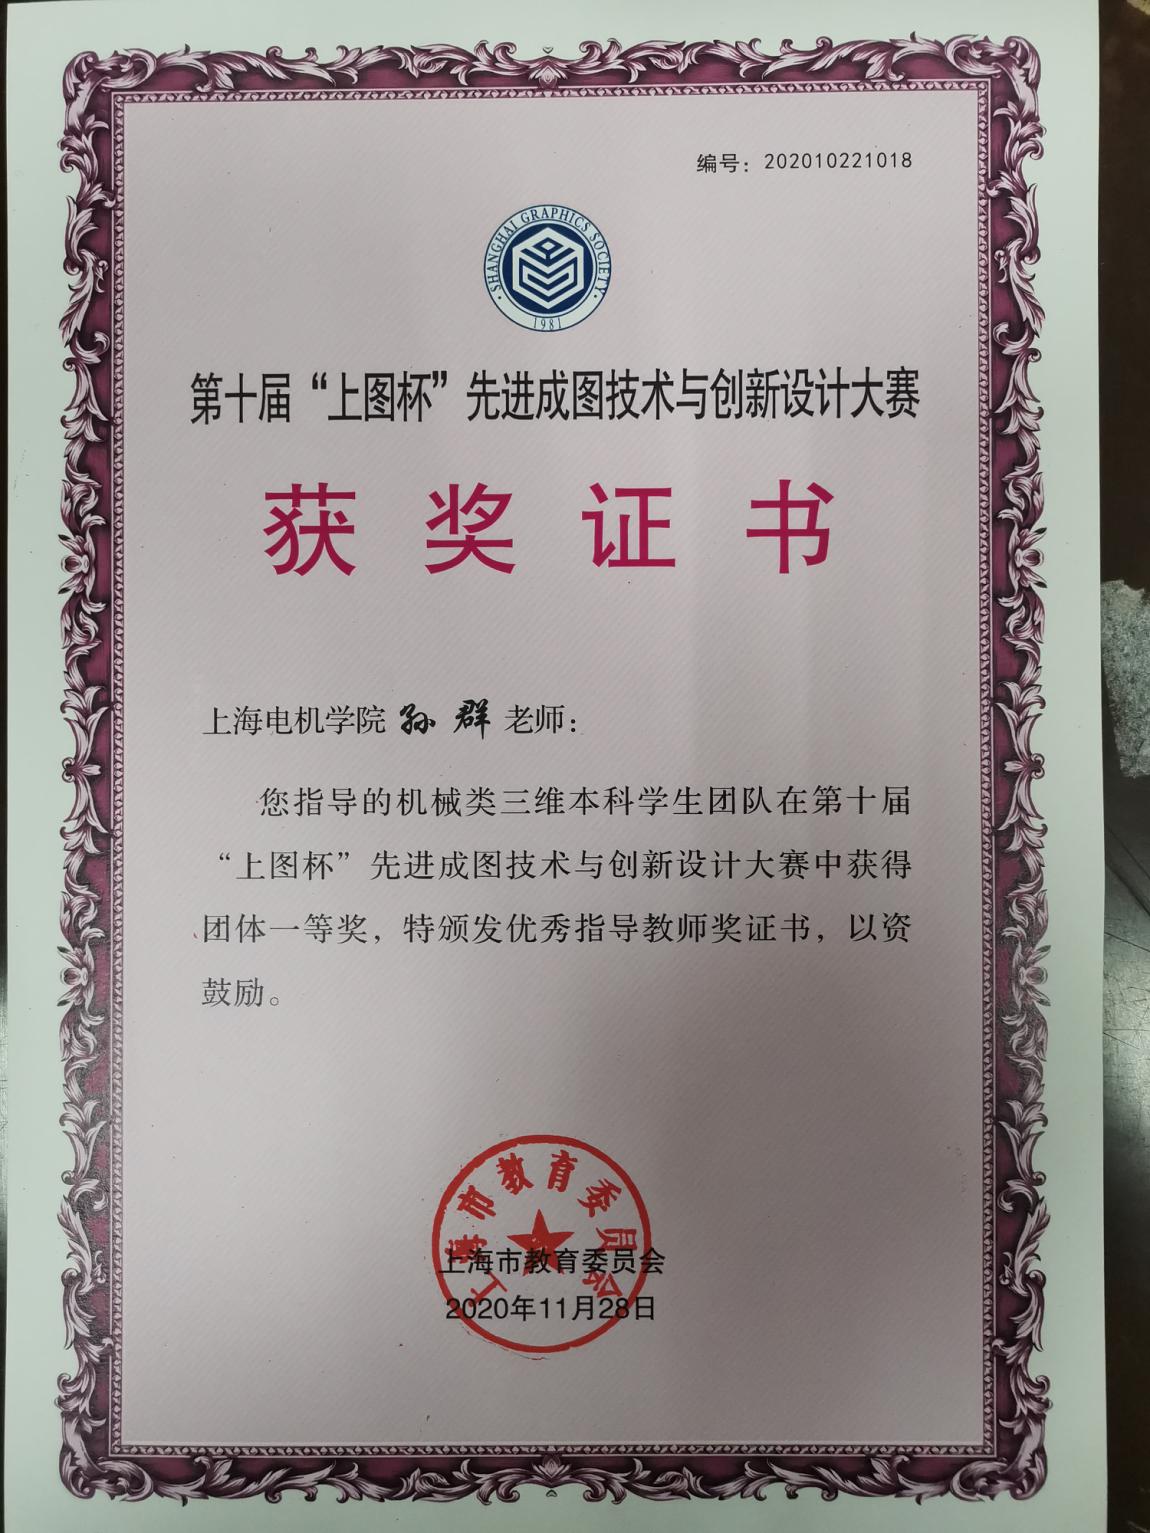 编号：202010221018
SHANGHAI GRAPHICS SOCIETY
1981
第十届“上图杯”先进成图技术与创新设计大赛
获奖证书
上海电机学院 孙群 老师：
您指导的机械类三维本科学生团队在第十届
“上图杯”先进成图技术与创新设计大赛中获得
团体一等奖，特颁发优秀指导教师奖证书，以资
鼓励。
上海市教育委员会
上海市教育委员会
2020年11月28日